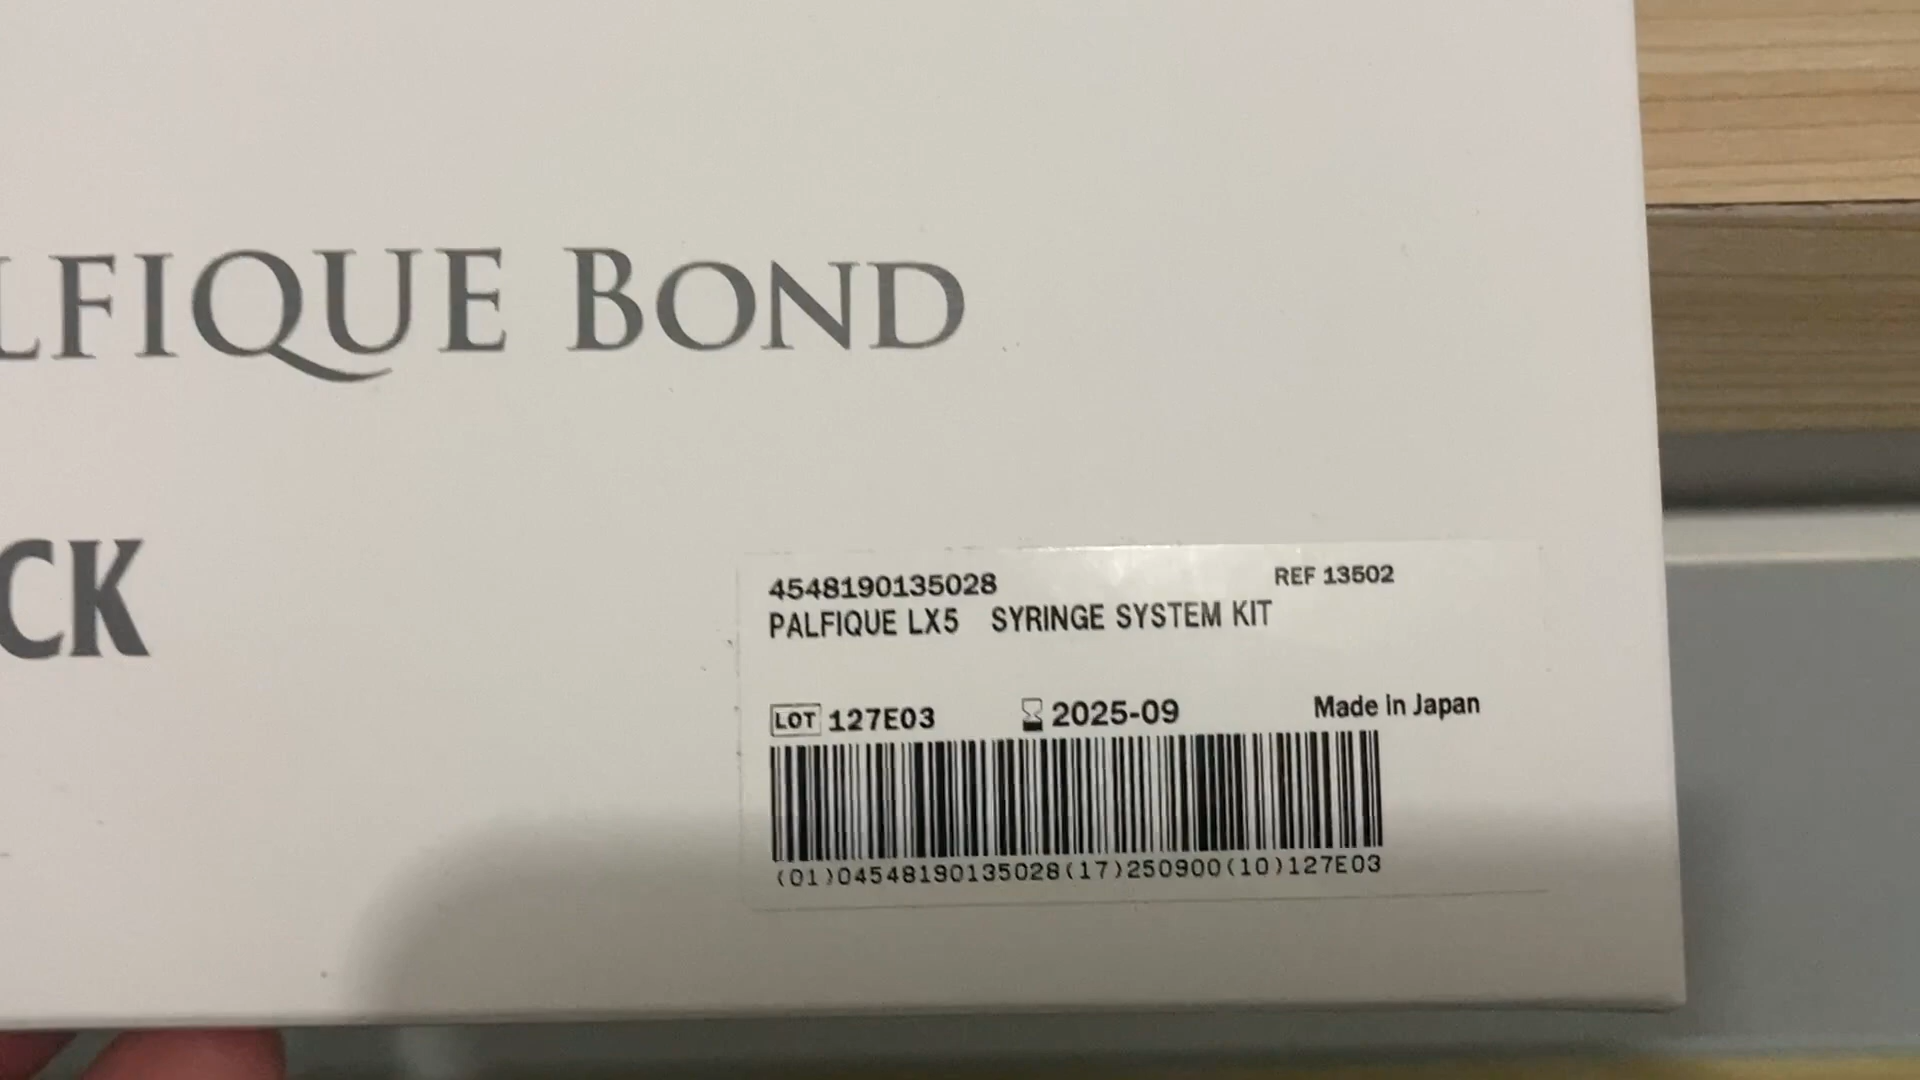 LFIQUE BOND
CK
4548190135028 REF 13502
PALFIQUE LX5 SYRINGE SYSTEM KIT
LOT 127E03 2025-09 Made in Japan
(01)04548190135028(17)250900(10)127E03